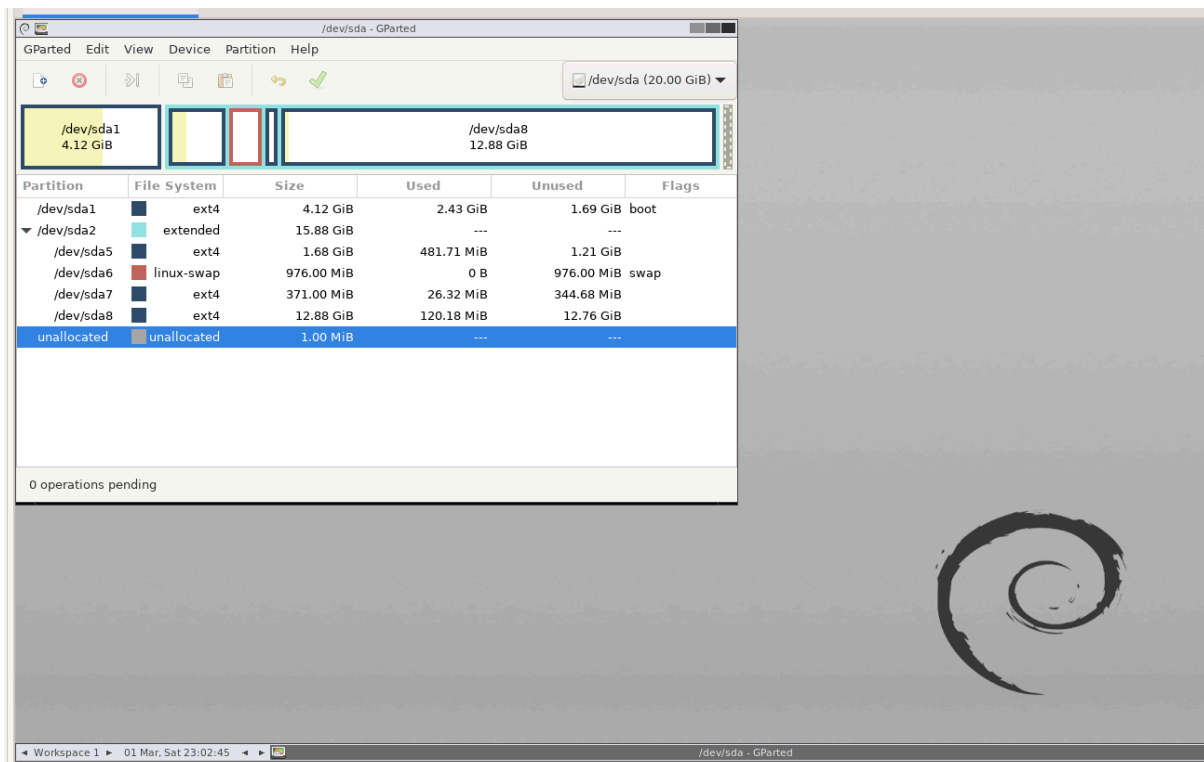 /dev/sda - GParted
GParted Edit View Device Partition Help
/dev/sda (20.00 GiB)
/dev/sda1
4.12 GiB
/dev/sda8
12.88 GiB
Partition File System Size Used Unused Flags
/dev/sda1 ext4 4.12 GiB 2.43 GiB 1.69 GiB boot
/dev/sda2 extended 15.88 GiB --- ---
/dev/sda5 ext4 1.68 GiB 481.71 MiB 1.21 GiB
/dev/sda6 linux-swap 976.00 MiB 0 B 976.00 MiB swap
/dev/sda7 ext4 371.00 MiB 26.32 MiB 344.68 MiB
/dev/sda8 ext4 12.88 GiB 120.18 MiB 12.76 GiB
unallocated unallocated 1.00 MiB --- ---
0 operations pending
Workspace 1 01 Mar, Sat 23:02:45 /dev/sda - GParted